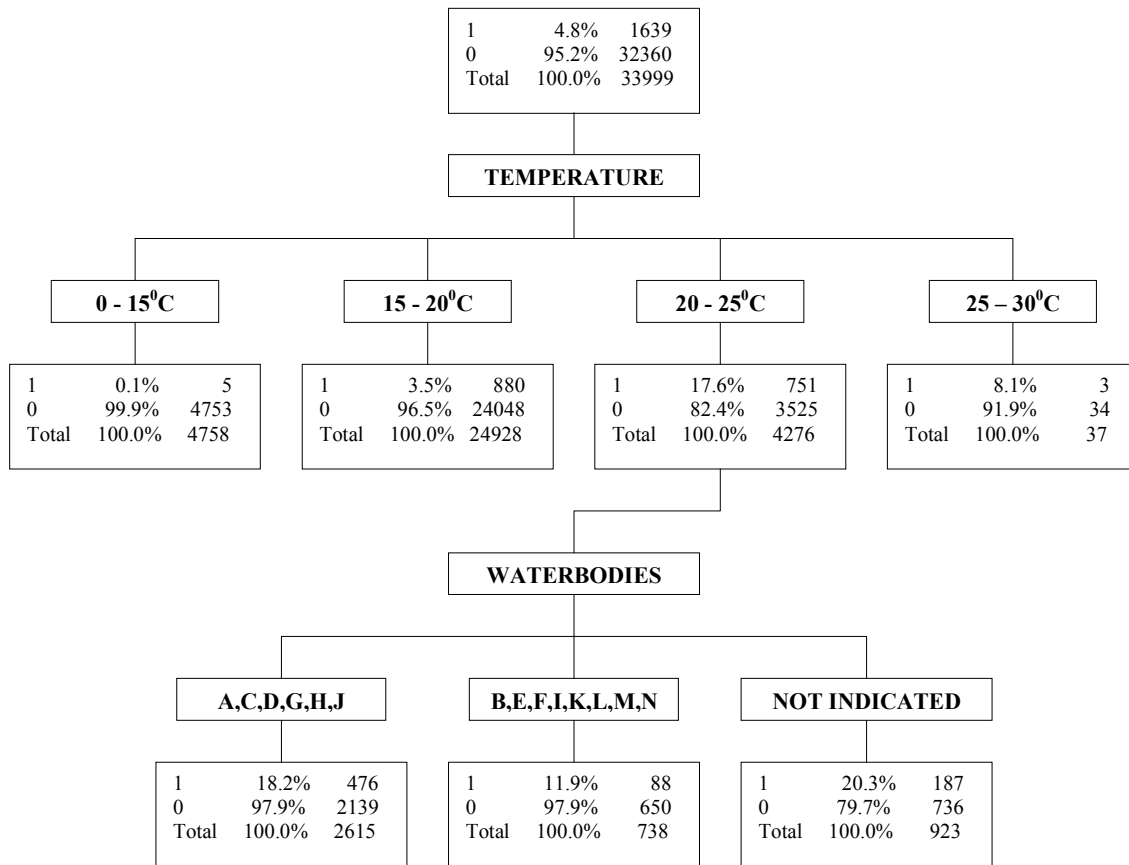 1 4.8% 1639
0 95.2% 32360
Total 100.0% 33999
TEMPERATURE
0 - 15⁰C
15 - 20⁰C
20 - 25⁰C
25 – 30⁰C
1 0.1% 5
0 99.9% 4753
Total 100.0% 4758
1 3.5% 880
0 96.5% 24048
Total 100.0% 24928
1 17.6% 751
0 82.4% 3525
Total 100.0% 4276
1 8.1% 3
0 91.9% 34
Total 100.0% 37
WATERBODIES
A,C,D,G,H,J
B,E,F,I,K,L,M,N
NOT INDICATED
1 18.2% 476
0 97.9% 2139
Total 100.0% 2615
1 11.9% 88
0 97.9% 650
Total 100.0% 738
1 20.3% 187
0 79.7% 736
Total 100.0% 923